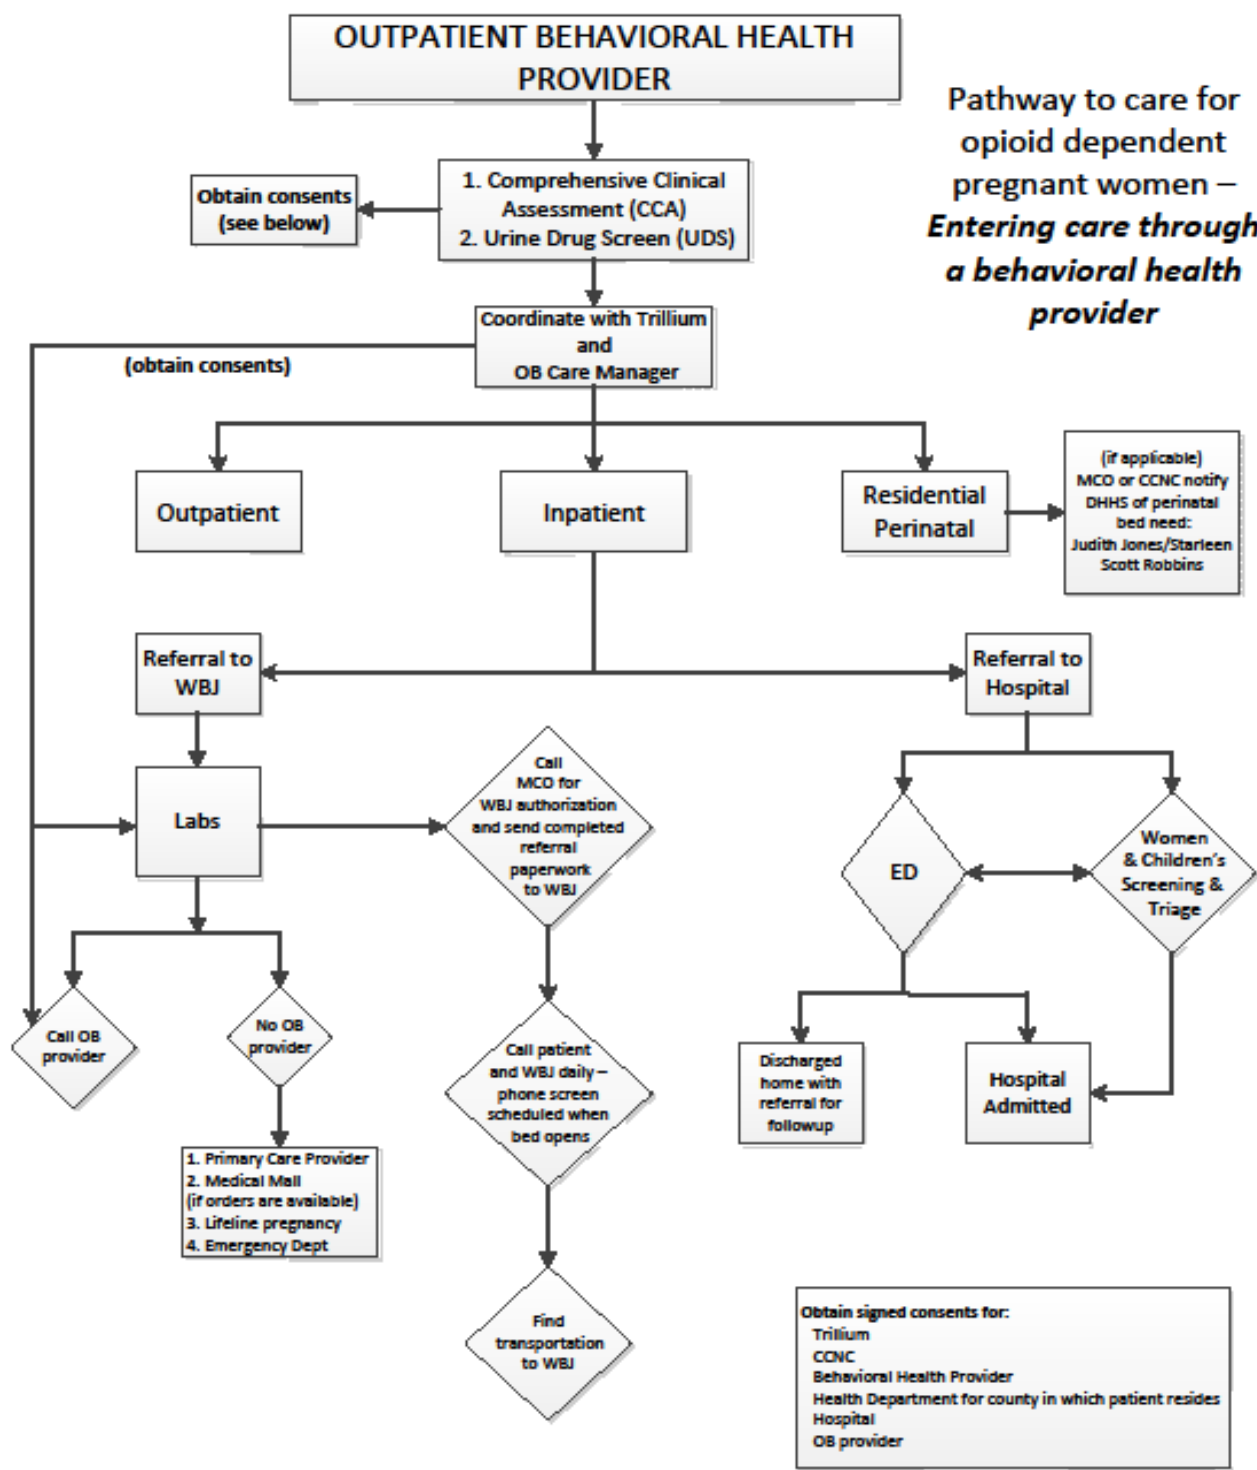 OUTPATIENT BEHAVIORAL HEALTH
PROVIDER
Pathway to care for
opioid dependent
pregnant women –
Entering care through
a behavioral health
provider
1. Comprehensive Clinical
Assessment (CCA)
2. Urine Drug Screen (UDS)
Obtain consents
(see below)
Coordinate with Trillium
and
OB Care Manager
(obtain consents)
Outpatient
Inpatient
Residential
Perinatal
(if applicable)
MCO or CCNC notify
DHHS of perinatal
bed need:
Judith Jones/Starleen
Scott Robbins
Referral to
WBJ
Referral to
Hospital
Labs
Call
MCO for
WBJ authorization
and send completed
referral
paperwork
to WBJ
ED
Women
& Children's
Screening &
Triage
Call OB
provider
No OB
provider
Call patient
and WBJ daily –
phone screen
scheduled when
bed opens
Discharged
home with
referral for
followup
Hospital
Admitted
1. Primary Care Provider
2. Medical Mall
(if orders are available)
3. Lifeline pregnancy
4. Emergency Dept
Find
transportation
to WBJ
Obtain signed consents for:
Trillium
CCNC
Behavioral Health Provider
Health Department for county in which patient resides
Hospital
OB provider